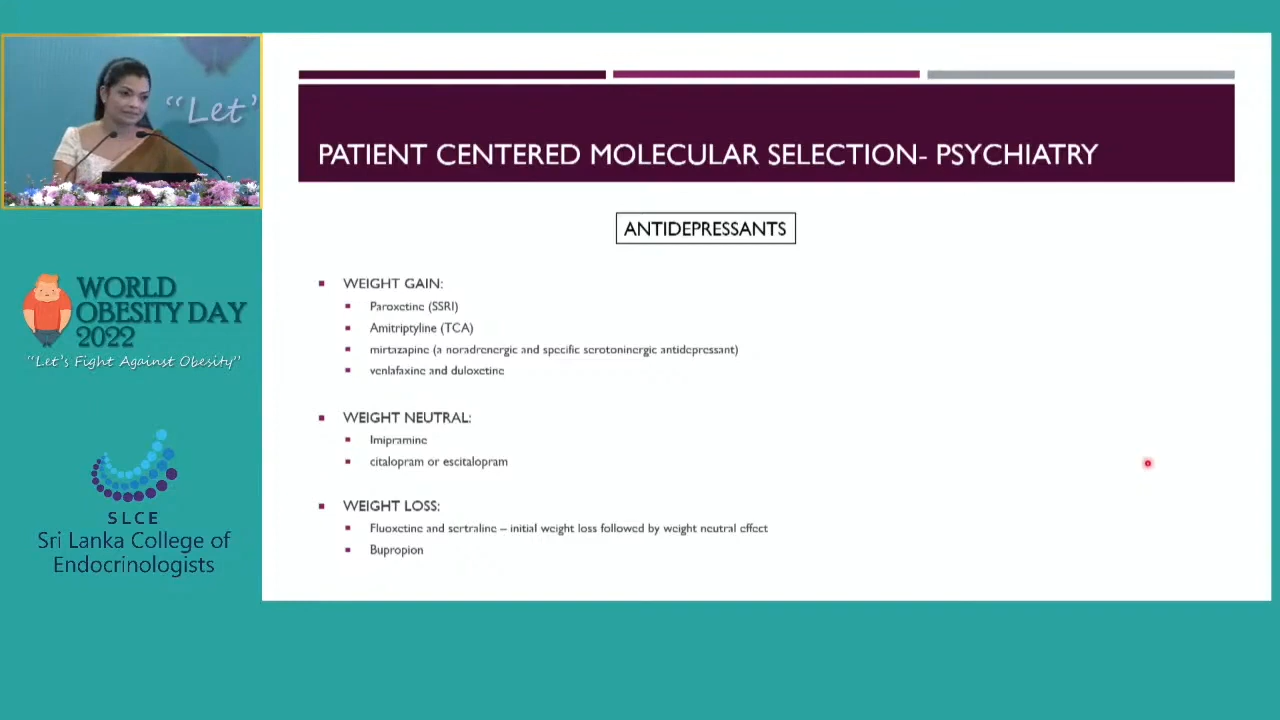 “Let’
WORLD
OBESITY DAY
2022
“Let’s Fight Against Obesity”
SLCE
Sri Lanka College of
Endocrinologists
PATIENT CENTERED MOLECULAR SELECTION- PSYCHIATRY
ANTIDEPRESSANTS
WEIGHT GAIN:
Paroxetine (SSRI)
Amitriptyline (TCA)
mirtazapine (a noradrenergic and specific serotoninergic antidepressant)
venlafaxine and duloxetine
WEIGHT NEUTRAL:
Imipramine
citalopram or escitalopram
WEIGHT LOSS:
Fluoxetine and sertraline – initial weight loss followed by weight neutral effect
Bupropion